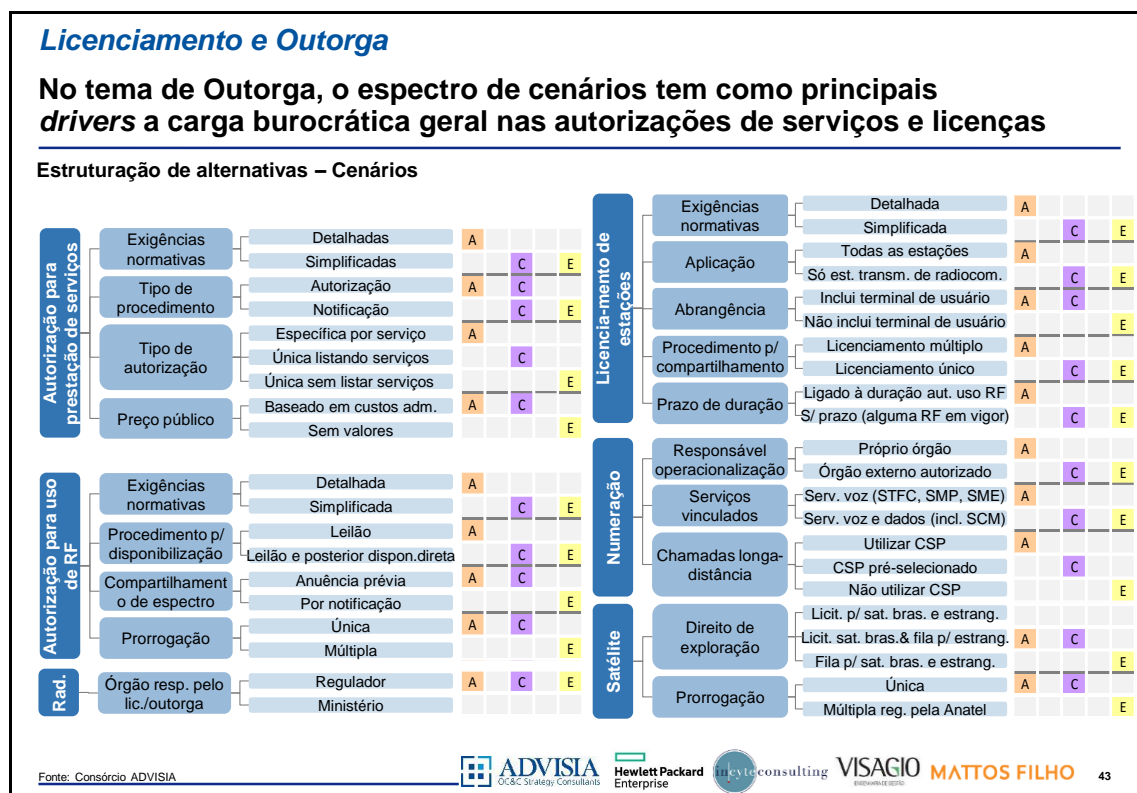 Licenciamento e Outorga
No tema de Outorga, o espectro de cenários tem como principais
drivers a carga burocrática geral nas autorizações de serviços e licenças
Estruturação de alternativas – Cenários
Autorização para
prestação de serviços
Exigências
normativas
Detalhadas
A
Simplificadas
C E
Tipo de
procedimento
Autorização
A C
Notificação
C E
Tipo de
autorização
Específica por serviço
A
Única listando serviços
C
Única sem listar serviços
E
Preço público
Baseado em custos adm.
A C
Sem valores
E
Autorização para uso
de RF
Exigências
normativas
Detalhada
A
Simplificada
C E
Procedimento p/
disponibilização
Leilão
A
Leilão e posterior dispon.direta
C E
Compartilhament
o de espectro
Anuência prévia
A C
Por notificação
E
Prorrogação
Única
A C
Múltipla
E
Rad.
Órgão resp. pelo
lic./outorga
Regulador
A C E
Ministério
Licencia-mento de
estações
Exigências
normativas
Detalhada
A
Simplificada
C E
Aplicação
Todas as estações
A
Só est. transm. de radiocom.
C E
Abrangência
Inclui terminal de usuário
A C
Não inclui terminal de usuário
E
Procedimento p/
compartilhamento
Licenciamento múltiplo
A
Licenciamento único
C E
Prazo de duração
Ligado à duração aut. uso RF
A
S/ prazo (alguma RF em vigor)
C E
Numeração
Responsável
operacionalização
Próprio órgão
A
Órgão externo autorizado
C E
Serviços
vinculados
Serv. voz (STFC, SMP, SME)
A
Serv. voz e dados (incl. SCM)
C E
Chamadas longa-
distância
Utilizar CSP
A
CSP pré-selecionado
C
Não utilizar CSP
E
Satélite
Direito de
exploração
Licit. p/ sat. bras. e estrang.
Licit. sat. bras.& fila p/ estrang.
A C
Fila p/ sat. bras. e estrang.
E
Prorrogação
Única
A C
Múltipla reg. pela Anatel
E
Fonte: Consórcio ADVISIA
ADVISIA
OC&C Strategy Consultants
Hewlett Packard
Enterprise
incyteconsulting
VISAGIO
ENGENHARIA DE GESTÃO
MATTOS FILHO
43